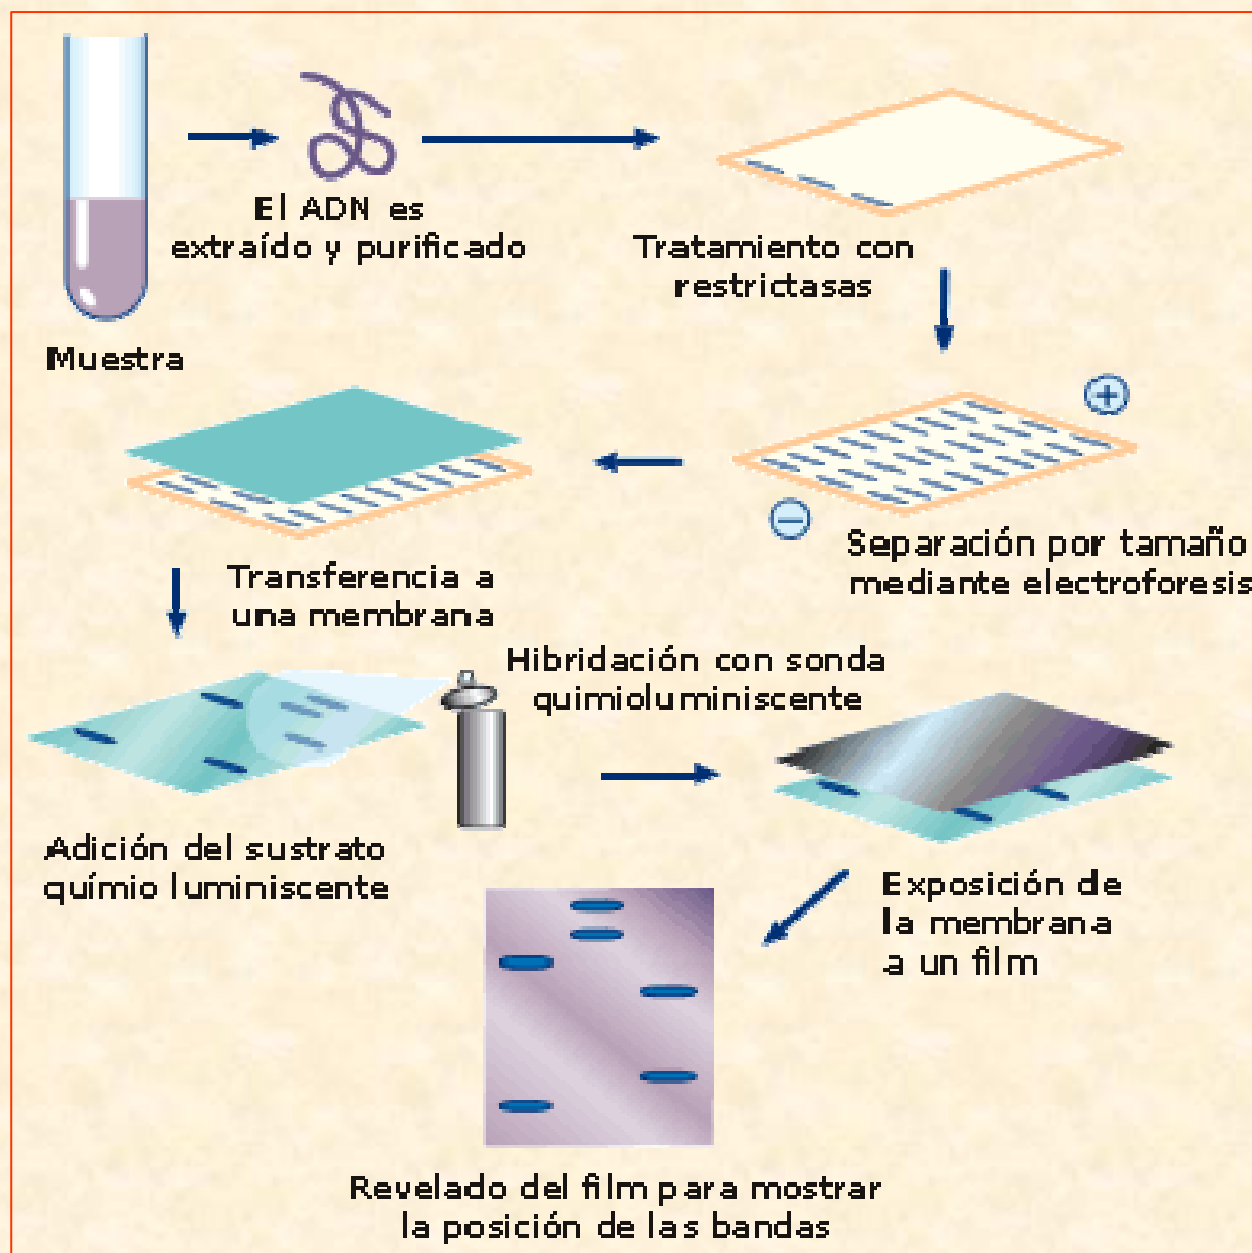 El ADN es
extraído y purificado
Tratamiento con
restrictasas
Muestra
+
−
Separación por tamaño
mediante electroforesis
Transferencia a
una membrana
Hibridación con sonda
quimioluminiscente
Adición del sustrato
químio luminiscente
Exposición de
la membrana
a un film
Revelado del film para mostrar
la posición de las bandas